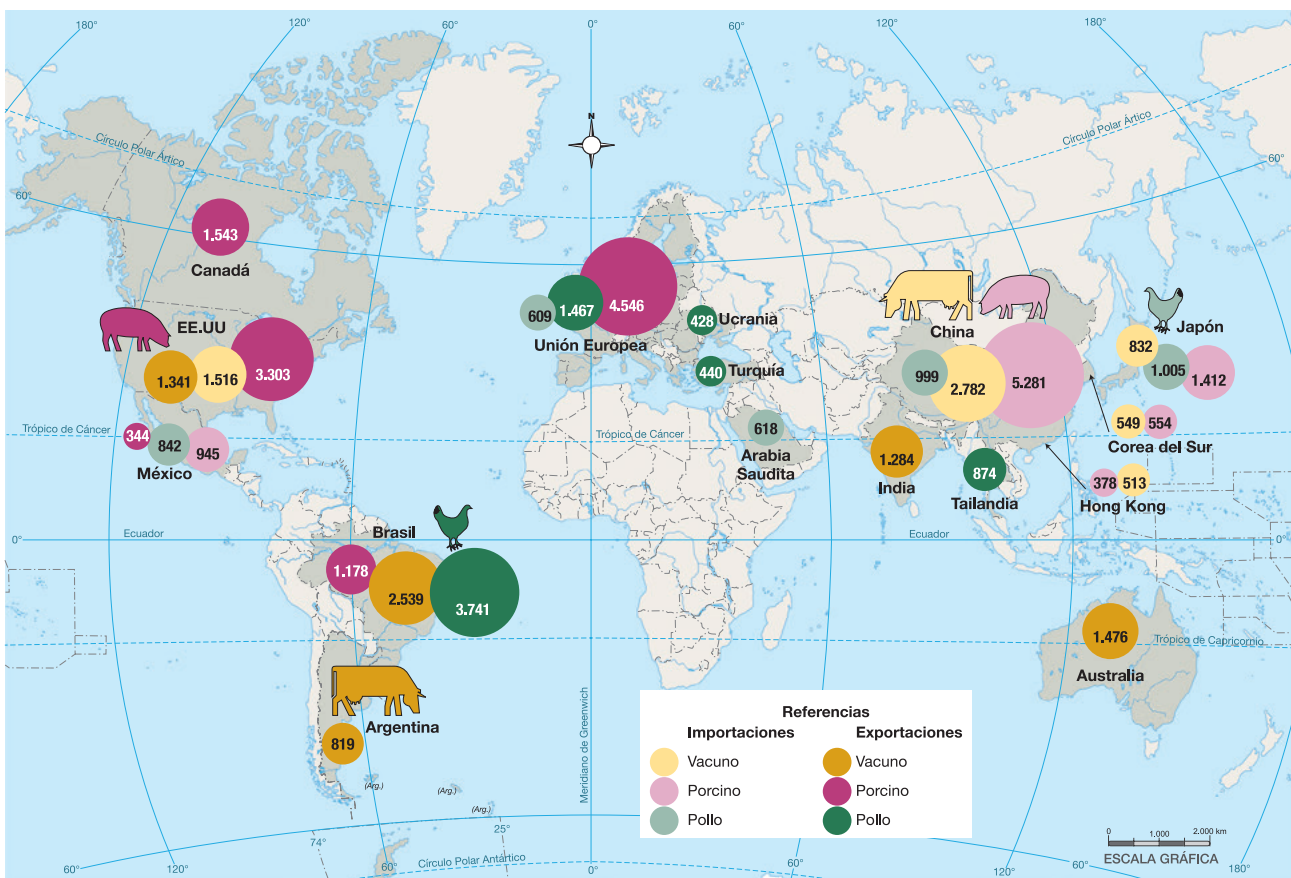 180°
120°
60°
0°
60°
120°
180°
Círculo Polar Ártico
Círculo Polar Ártico
60°
60°
N
1.543
Canadá
EE.UU
1.341
1.516
3.303
609
1.467
4.546
Unión Europea
428
Ucrania
440
Turquía
China
999
2.782
5.281
Japón
832
1.005
1.412
Trópico de Cáncer
344
842
945
México
Trópico de Cáncer
618
Arabia
Saudita
1.284
India
874
Tailandia
549
554
Corea del Sur
378
513
Hong Kong
0°
Ecuador
Ecuador
0°
Brasil
1.178
2.539
3.741
Argentina
819
1.476
Trópico de Capricornio
Australia
Meridiano de Greenwich
Referencias
Importaciones
Exportaciones
Vacuno
Vacuno
Porcino
Porcino
Pollo
Pollo
(Arg.)
(Arg.)
(Arg.)
74°
25°
Círculo Polar Antártico
0
1.000
2.000 km
ESCALA GRÁFICA
60°
120°
60°
0°
60°
120°
60°
180°